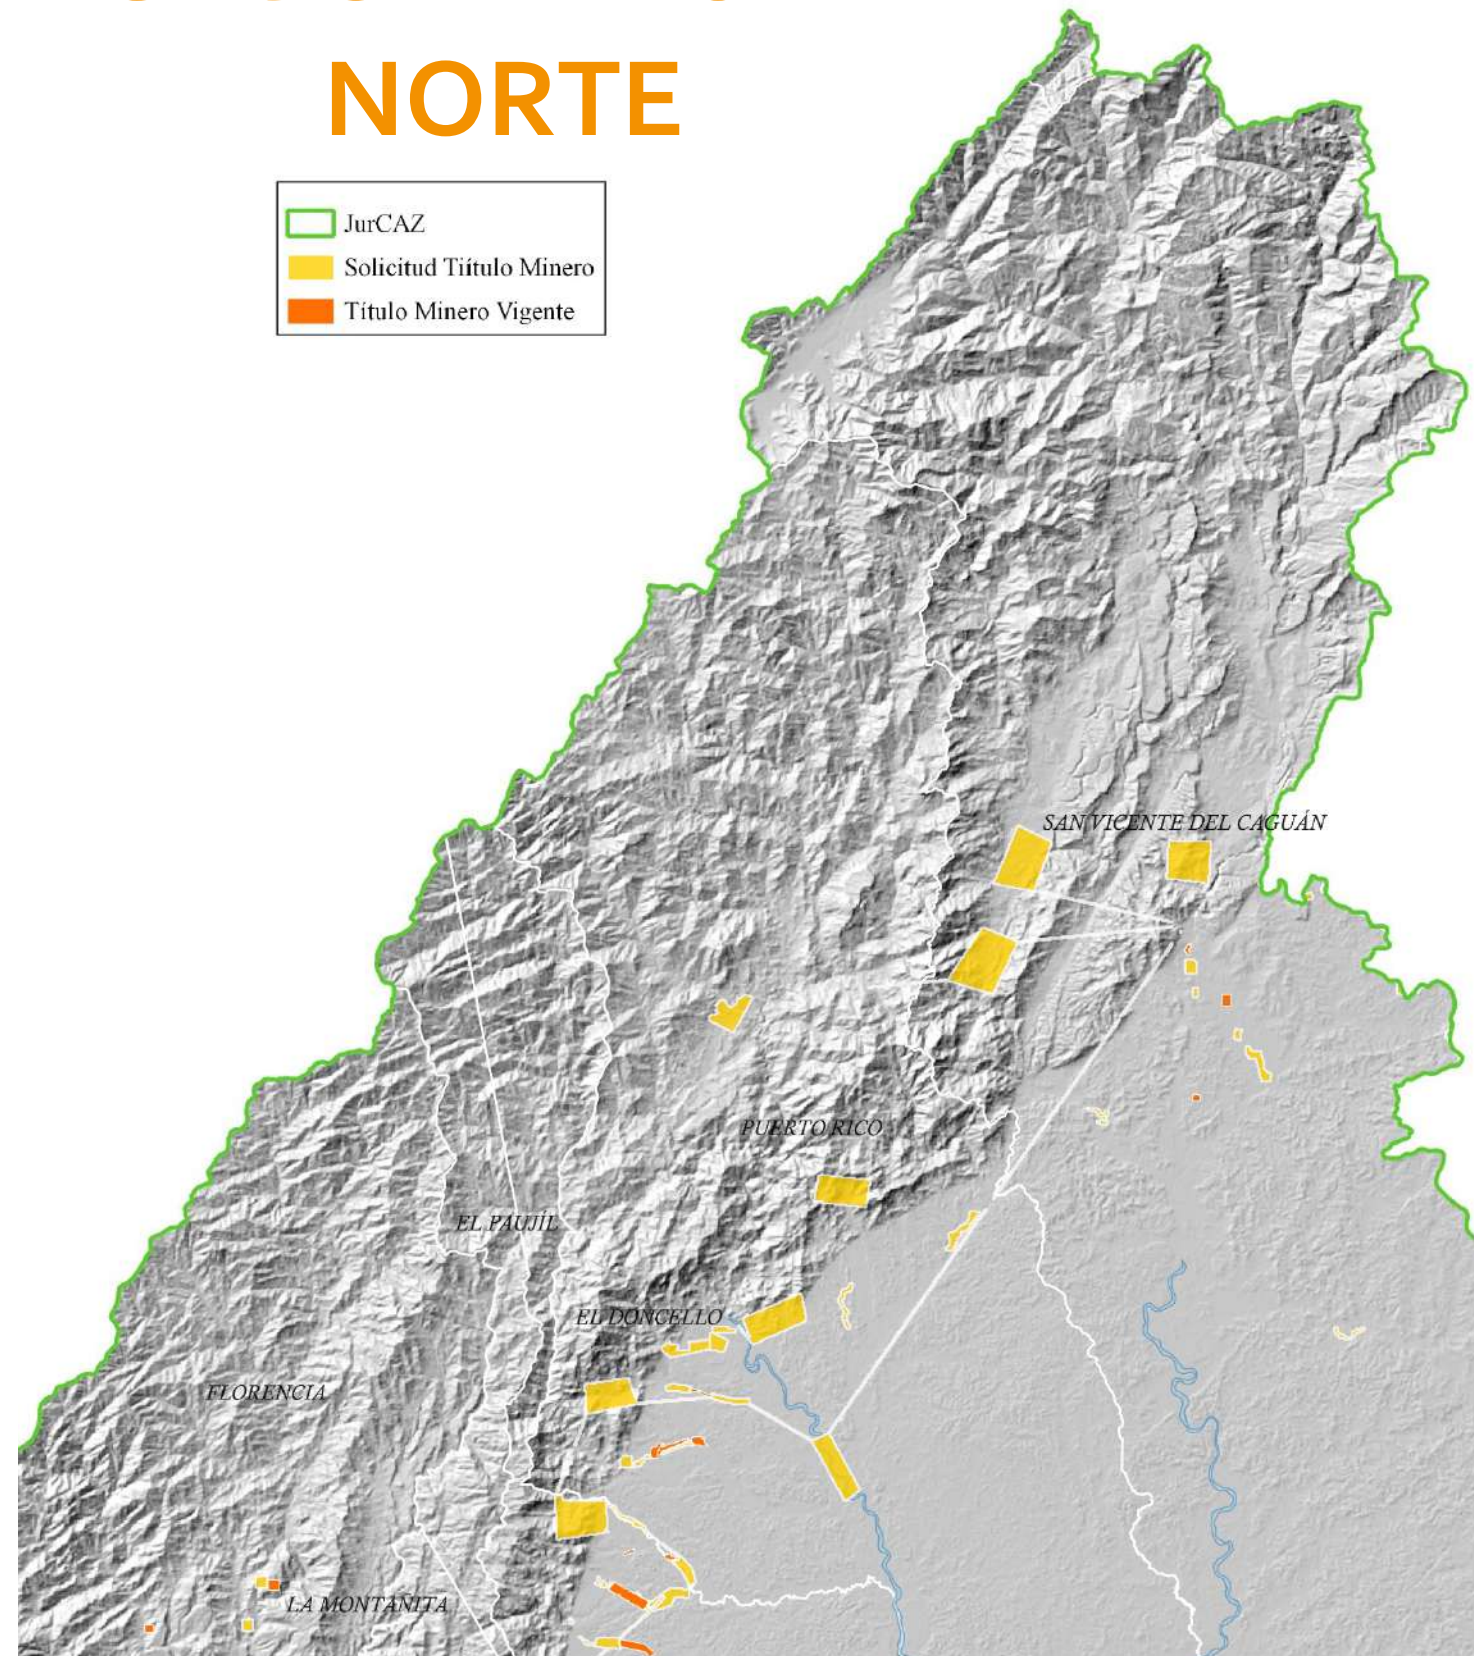 NORTE
JurCAZ
Solicitud Tiítulo Minero
Título Minero Vigente
SAN VICENTE DEL CAGUÁN
PUERTO RICO
EL PAUJÍL
EL DONCELLO
FLORENCIA
LA MONTAÑITA